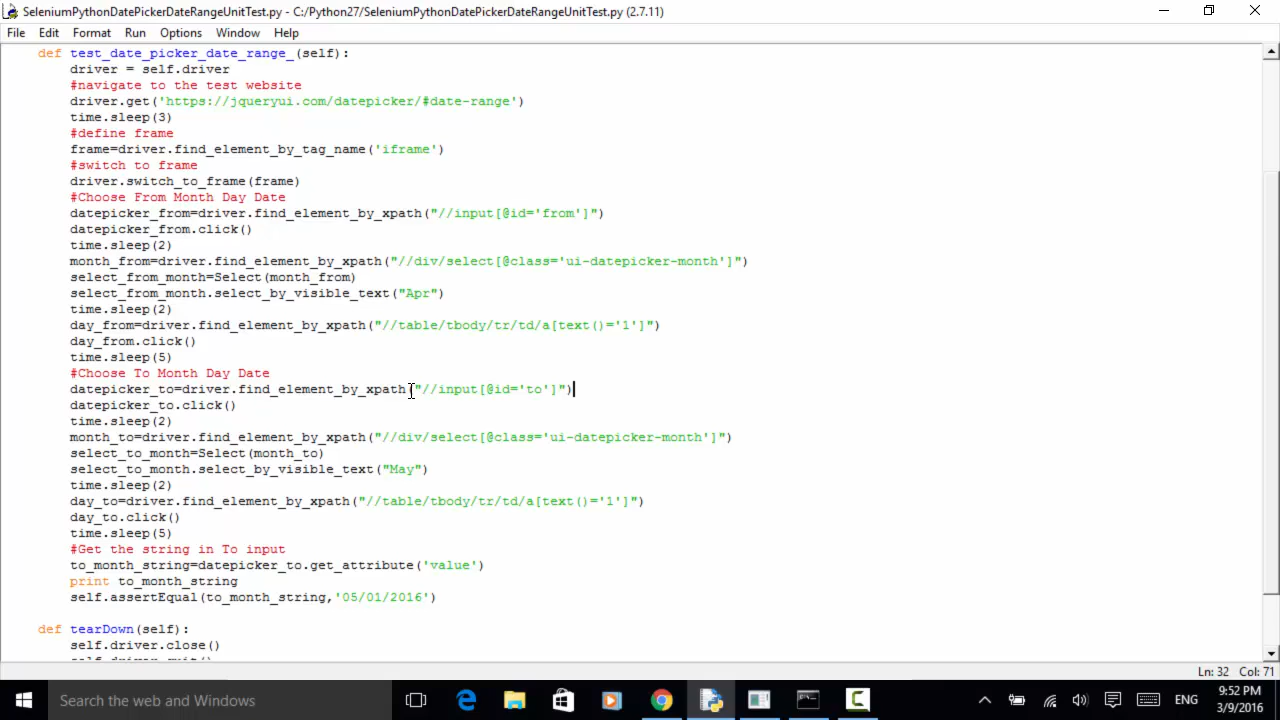 SeleniumPythonDatePickerDateRangeUnitTest.py - C:/Python27/SeleniumPythonDatePickerDateRangeUnitTest.py (2.7.11)
File Edit Format Run Options Window Help
def test_date_picker_date_range_(self):
driver = self.driver
#navigate to the test website
driver.get('https://jqueryui.com/datepicker/#date-range')
time.sleep(3)
#define frame
frame=driver.find_element_by_tag_name('iframe')
#switch to frame
driver.switch_to_frame(frame)
#Choose From Month Day Date
datepicker_from=driver.find_element_by_xpath("//input[@id='from']")
datepicker_from.click()
time.sleep(2)
month_from=driver.find_element_by_xpath("//div/select[@class='ui-datepicker-month']")
select_from_month=Select(month_from)
select_from_month.select_by_visible_text("Apr")
time.sleep(2)
day_from=driver.find_element_by_xpath("//table/tbody/tr/td/a[text()='1']")
day_from.click()
time.sleep(5)
#Choose To Month Day Date
datepicker_to=driver.find_element_by_xpath("//input[@id='to']")
datepicker_to.click()
time.sleep(2)
month_to=driver.find_element_by_xpath("//div/select[@class='ui-datepicker-month']")
select_to_month=Select(month_to)
select_to_month.select_by_visible_text("May")
time.sleep(2)
day_to=driver.find_element_by_xpath("//table/tbody/tr/td/a[text()='1']")
day_to.click()
time.sleep(5)
#Get the string in To input
to_month_string=datepicker_to.get_attribute('value')
print to_month_string
self.assertEqual(to_month_string,'05/01/2016')
def tearDown(self):
self.driver.close()
self.driver.quit()
Ln: 32 Col: 71
Search the web and Windows
ENG
9:52 PM
3/9/2016